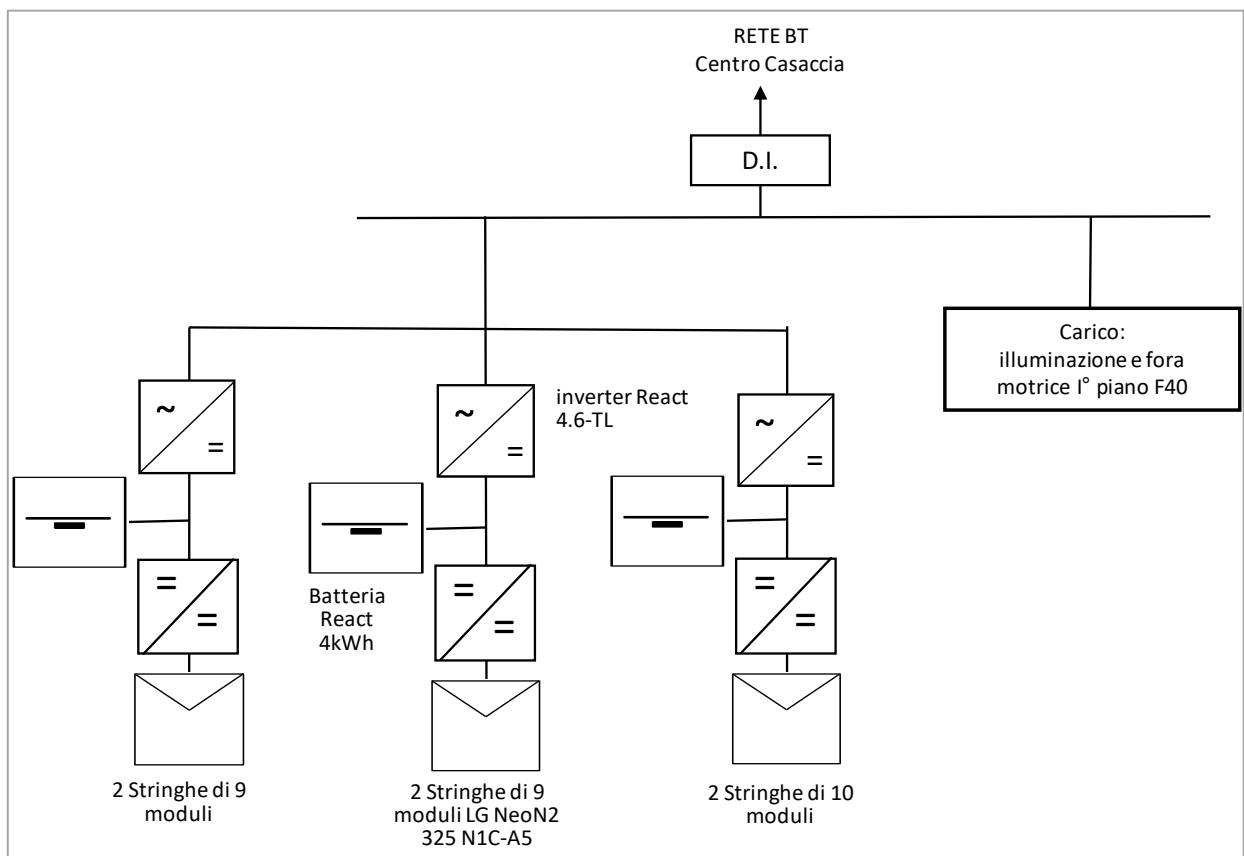 RETE BT
Centro Casaccia
D.I.
Carico:
illuminazione e fora
motrice I° piano F40
~
=
~
=
inverter React
4.6-TL
~
=
Batteria
React
4kWh
=
=
=
=
=
=
2 Stringhe di 9
moduli
2 Stringhe di 9
moduli LG NeoN2
325 N1C-A5
2 Stringhe di 10
moduli